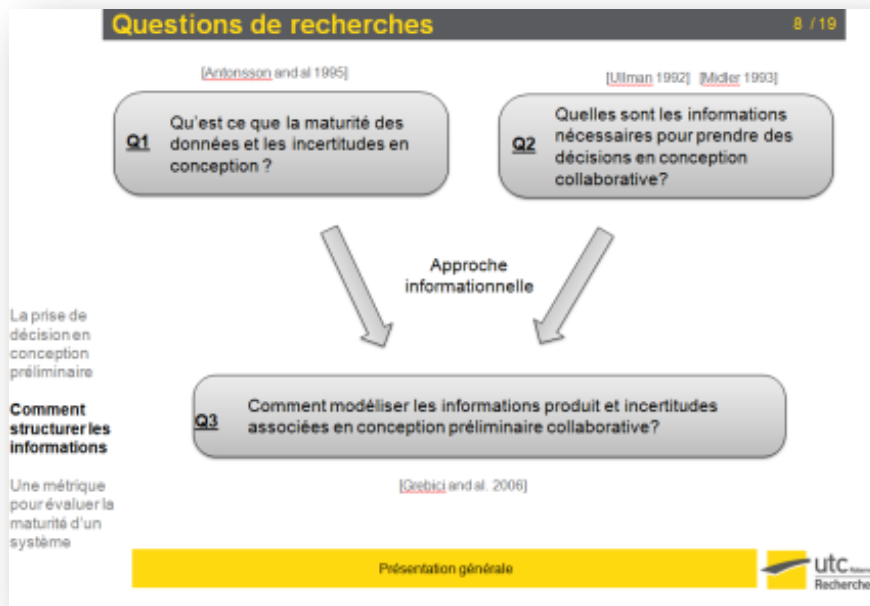 Questions de recherches
8 / 19
[Antonsson and al 1995]
[Ullman 1992] [Midler 1993]
Q1
Qu'est ce que la maturité des
données et les incertitudes en
conception ?
Q2
Quelles sont les informations
nécessaires pour prendre des
décisions en conception
collaborative?
Approche
informationnelle
La prise de
décision en
conception
préliminaire
Comment
structurer les
informations
Une métrique
pour évaluer la
maturité d'un
système
Q3
Comment modéliser les informations produit et incertitudes
associées en conception préliminaire collaborative?
[Grebici and al. 2006]
Présentation générale
utc
Recherche